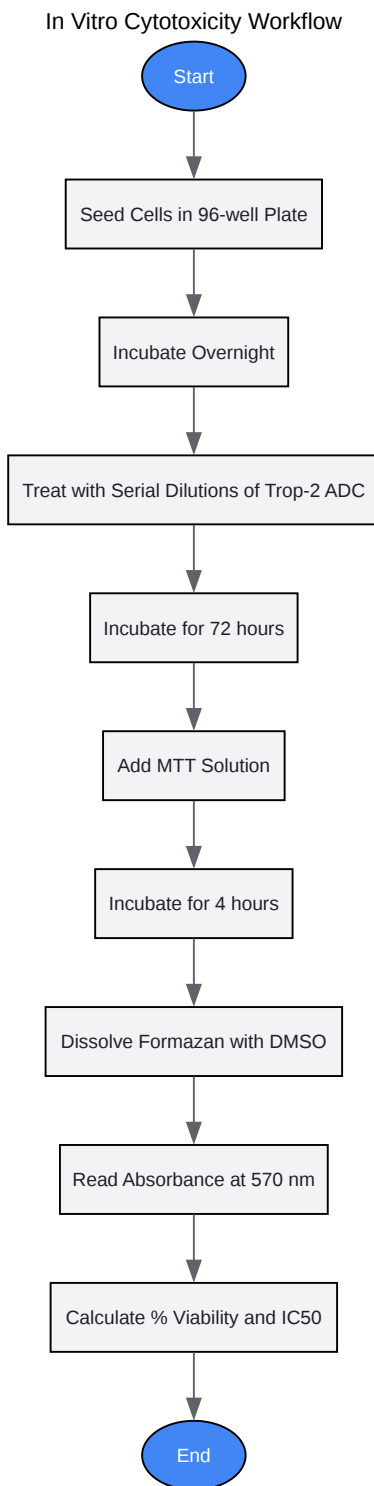 In Vitro Cytotoxicity Workflow
Start
Seed Cells in 96-well Plate
Incubate Overnight
Treat with Serial Dilutions of Trop-2 ADC
Incubate for 72 hours
Add MTT Solution
Incubate for 4 hours
Dissolve Formazan with DMSO
Read Absorbance at 570 nm
Calculate % Viability and IC50
End